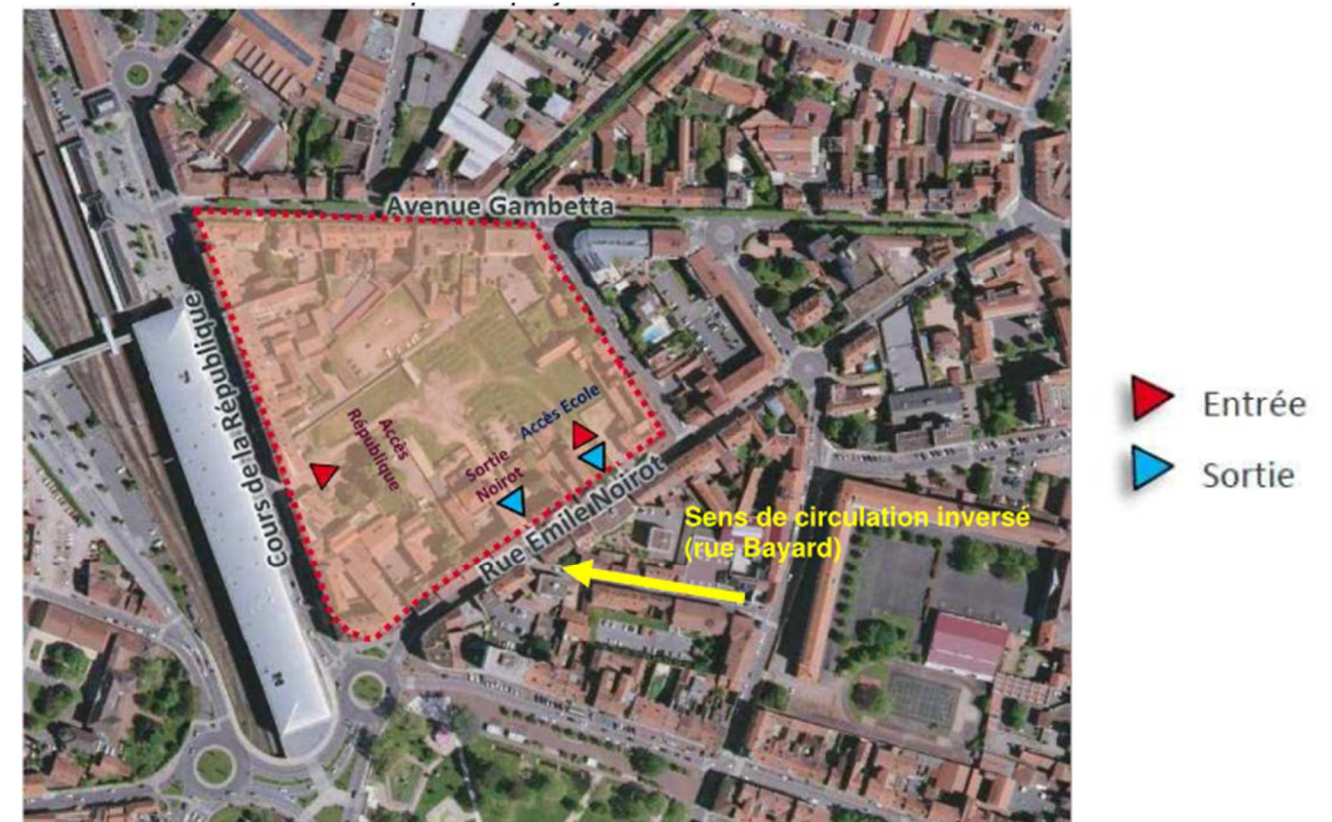 Avenue Gambetta
Cours de la République
Accès
République
Accès Ecole
Sortie
Noirot
Rue Emile Noirot
Sens de circulation inversé
(rue Bayard)
Entrée
Sortie